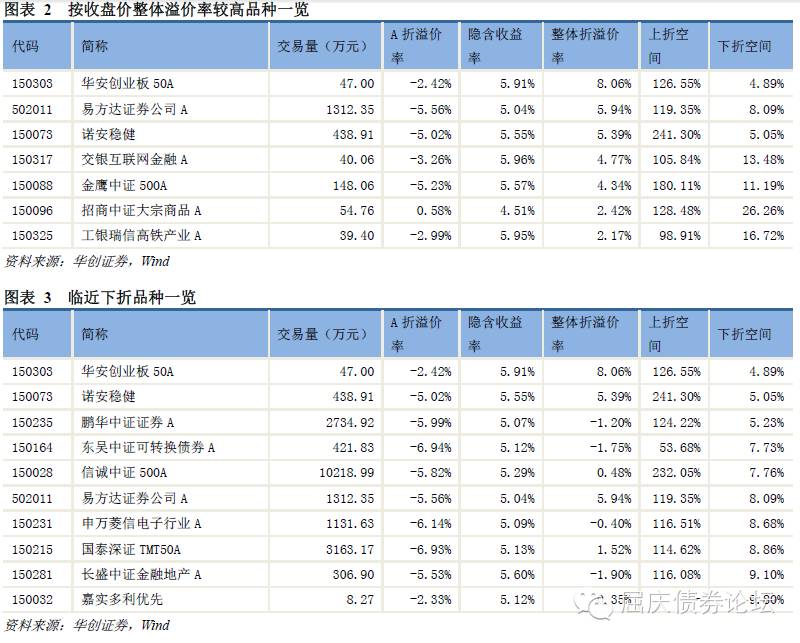 图表 2 按收盘价整体溢价率较高品种一览
代码 简称 交易量（万元） A 折溢价率 隐含收益率 整体折溢价率 上折空间 下折空间
150303 华安创业板 50A 47.00 -2.42% 5.91% 8.06% 126.55% 4.89%
502011 易方达证券公司 A 1312.35 -5.56% 5.04% 5.94% 119.35% 8.09%
150073 诺安稳健 438.91 -5.02% 5.55% 5.39% 241.30% 5.05%
150317 交银互联网金融 A 40.06 -3.26% 5.96% 4.77% 105.84% 13.48%
150088 金鹰中证 500A 148.06 -5.23% 5.57% 4.34% 180.11% 11.19%
150096 招商中证大宗商品 A 54.76 0.58% 4.51% 2.42% 128.48% 26.26%
150325 工银瑞信高铁产业 A 39.40 -2.99% 5.95% 2.17% 98.91% 16.72%
资料来源：华创证券，Wind
图表 3 临近下折品种一览
代码 简称 交易量（万元） A 折溢价率 隐含收益率 整体折溢价率 上折空间 下折空间
150303 华安创业板 50A 47.00 -2.42% 5.91% 8.06% 126.55% 4.89%
150073 诺安稳健 438.91 -5.02% 5.55% 5.39% 241.30% 5.05%
150235 鹏华中证证券 A 2734.92 -5.99% 5.07% -1.20% 124.22% 5.23%
150164 东吴中证可转换债券 A 421.83 -6.94% 5.12% -1.75% 53.68% 7.73%
150028 信诚中证 500A 10218.99 -5.82% 5.29% 0.48% 232.05% 7.76%
502011 易方达证券公司 A 1312.35 -5.56% 5.04% 5.94% 119.35% 8.09%
150231 申万菱信电子行业 A 1131.63 -6.14% 5.09% -0.40% 116.51% 8.68%
150215 国泰深证 TMT50A 3163.17 -6.93% 5.13% 1.52% 114.62% 8.86%
150281 长盛中证金融地产 A 306.90 -5.53% 5.60% -1.90% 116.08% 9.10%
150032 嘉实多利优先 8.27 -2.33% 5.12%
屈庆债券论坛
资料来源：华创证券，Wind